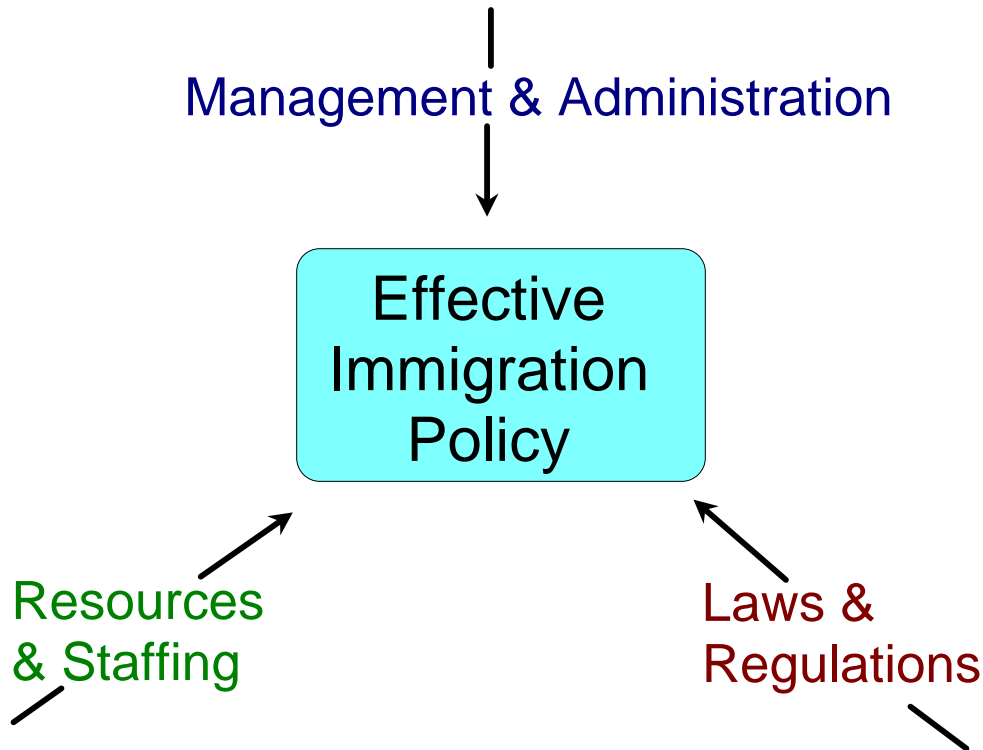 Management & Administration
Effective
Immigration
Policy
Resources
& Staffing
Laws &
Regulations